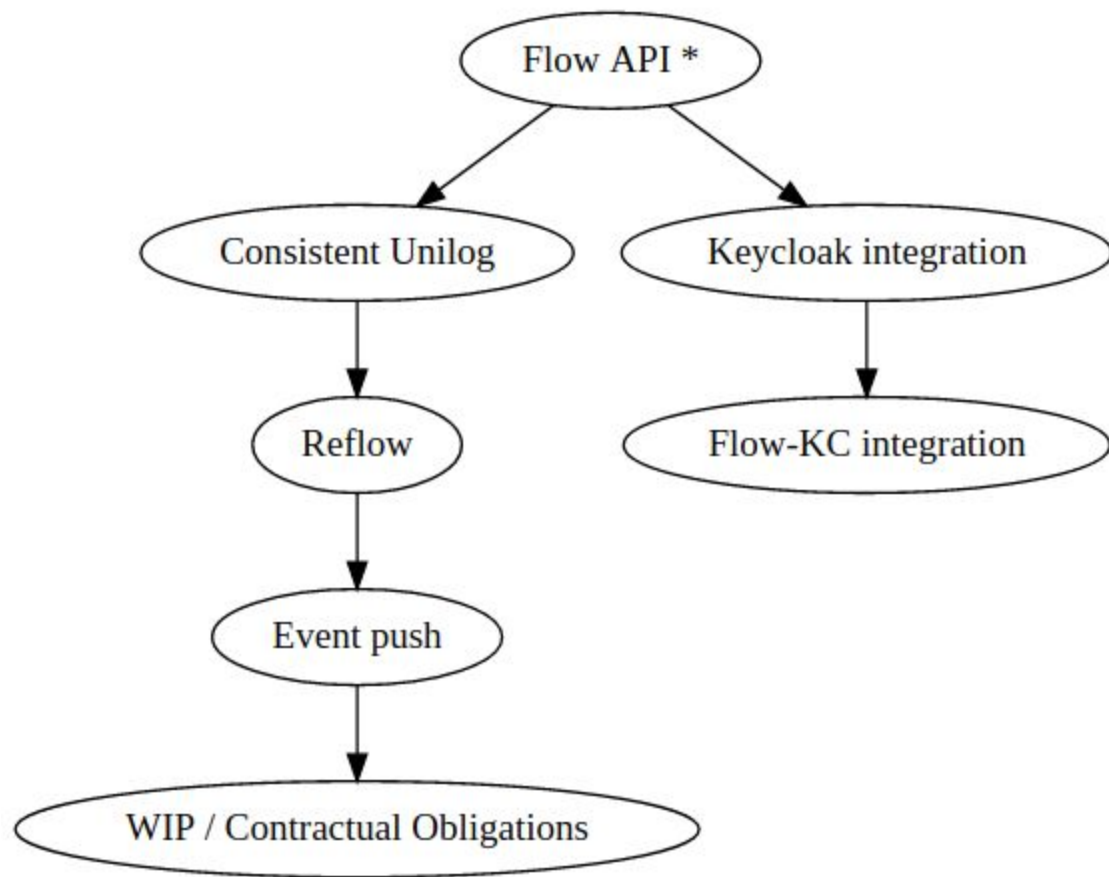 Flow API *
Consistent Unilog
Keycloak integration
Reflow
Flow-KC integration
Event push
WIP / Contractual Obligations